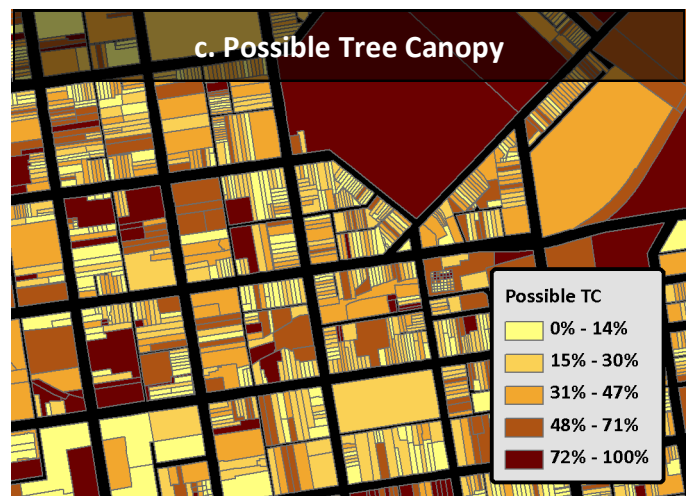 c. Possible Tree Canopy
Possible TC
0% - 14%
15% - 30%
31% - 47%
48% - 71%
72% - 100%